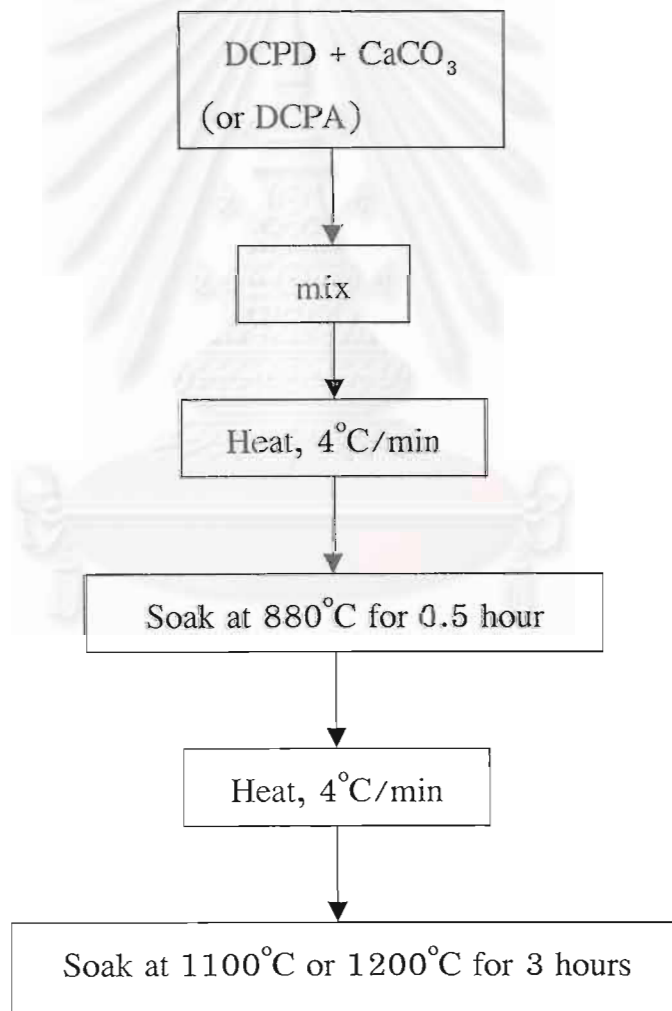 DCPD + CaCO₃
(or DCPA)
mix
Heat, 4°C/min
Soak at 880°C for 0.5 hour
Heat, 4°C/min
Soak at 1100°C or 1200°C for 3 hours